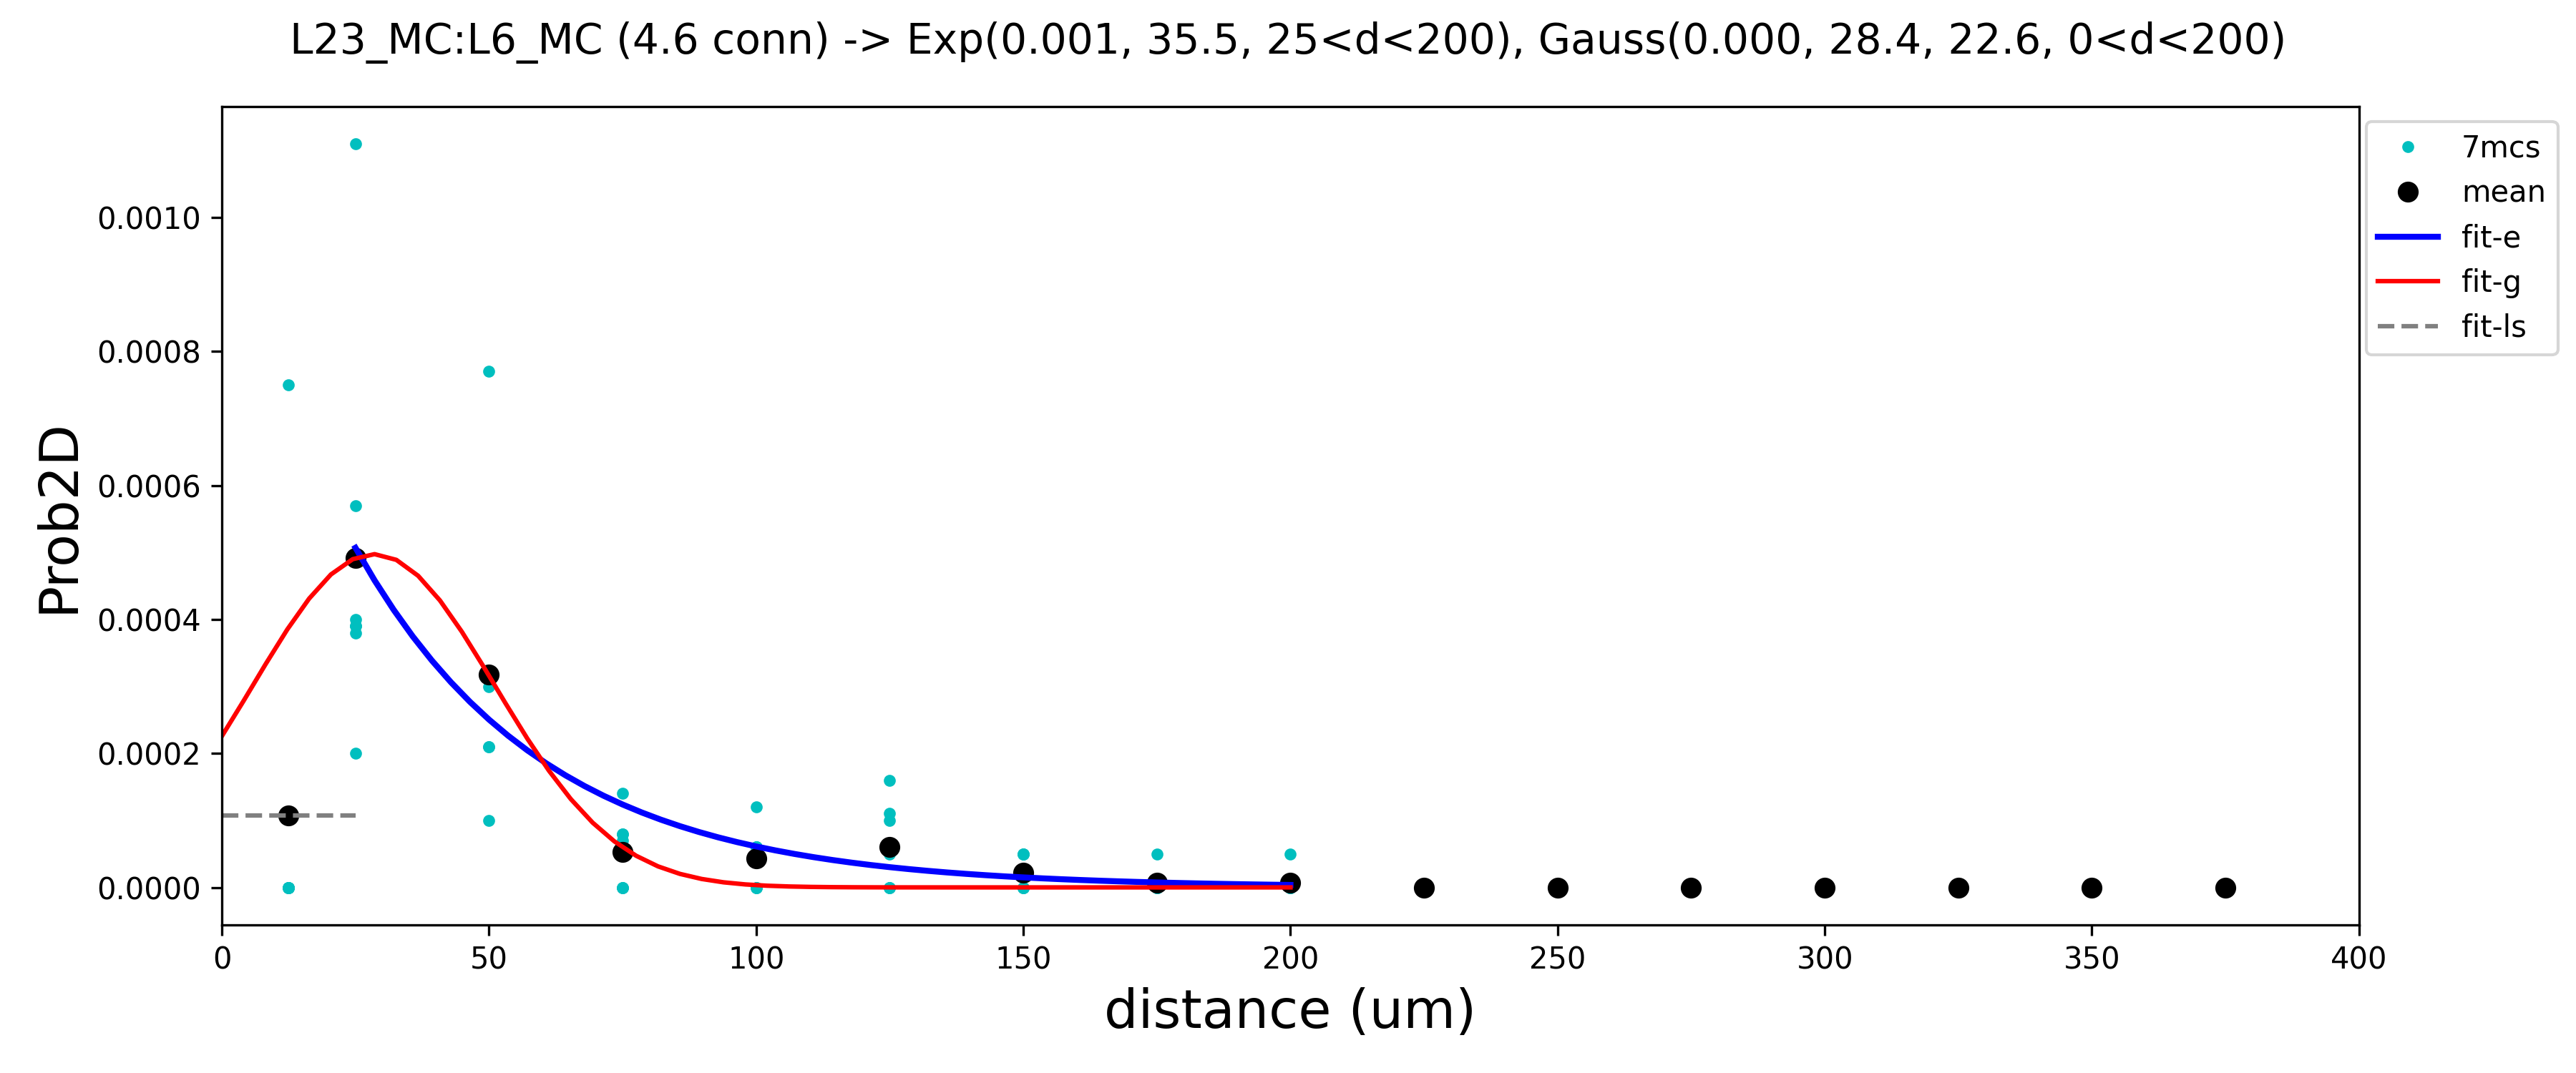 L23_MC:L6_MC (4.6 conn) -> Exp(0.001, 35.5, 25<d<200), Gauss(0.000, 28.4, 22.6, 0<d<200)
7mcs
mean
fit-e
fit-g
fit-ls
Prob2D
0.0010
0.0008
0.0006
0.0004
0.0002
0.0000
0 50 100 150 200 250 300 350 400
distance (um)